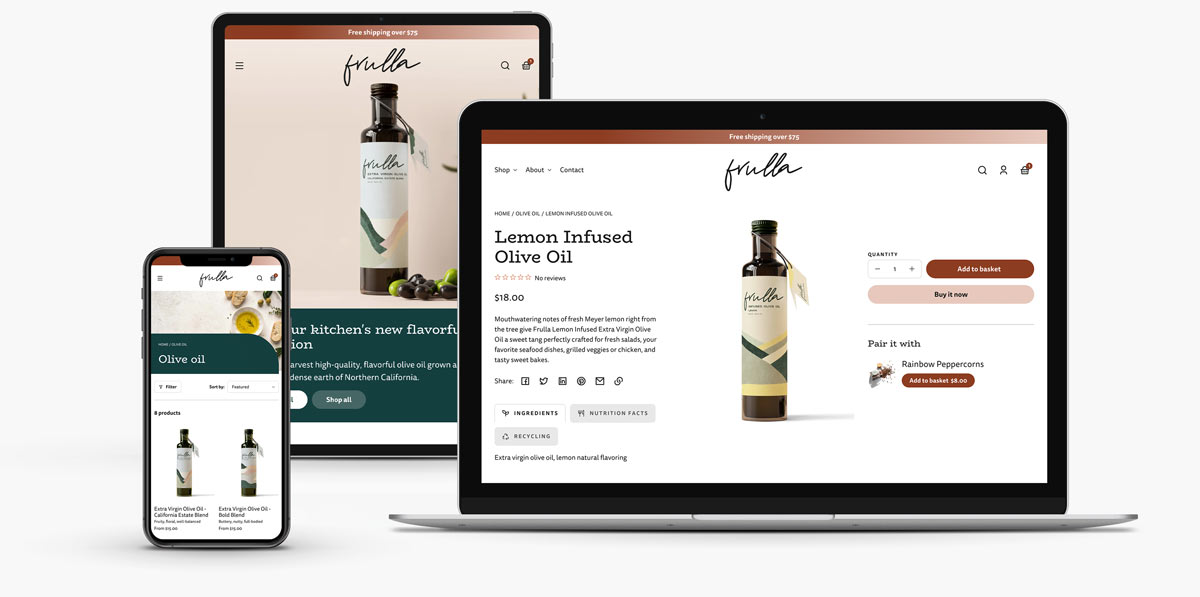 Free shipping over $75
frulla
1
frulla
EXTRA VIRGIN OLIVE OIL
CALIFORNIA ESTATE BLEND
ur kitchen's new flavorfu
ion
arvest high-quality, flavorful olive oil grown a
dense earth of Northern California.
Shop all
frulla
HOME / OLIVE OIL
Olive oil
Filter
Sort by:
Featured
8 products
Extra Virgin Olive Oil -
California Estate Blend
Fruity, floral, well-balanced
From $15.00
Extra Virgin Olive Oil -
Bold Blend
Buttery, nutty, full-bodied
From $15.00
Free shipping over $75
Shop
About
Contact
frulla
1
HOME / OLIVE OIL / LEMON INFUSED OLIVE OIL
Lemon Infused
Olive Oil
No reviews
$18.00
Mouthwatering notes of fresh Meyer lemon right from
the tree give Frulla Lemon Infused Extra Virgin Olive
Oil a sweet tang perfectly crafted for fresh salads, your
favorite seafood dishes, grilled veggies or chicken, and
tasty sweet bakes.
Share:
INGREDIENTS
NUTRITION FACTS
RECYCLING
Extra virgin olive oil, lemon natural flavoring
frulla
INFUSED OLIVE OIL
LEMON
QUANTITY
− 1 +
Add to basket
Buy it now
Pair it with
Rainbow Peppercorns
Add to basket $8.00